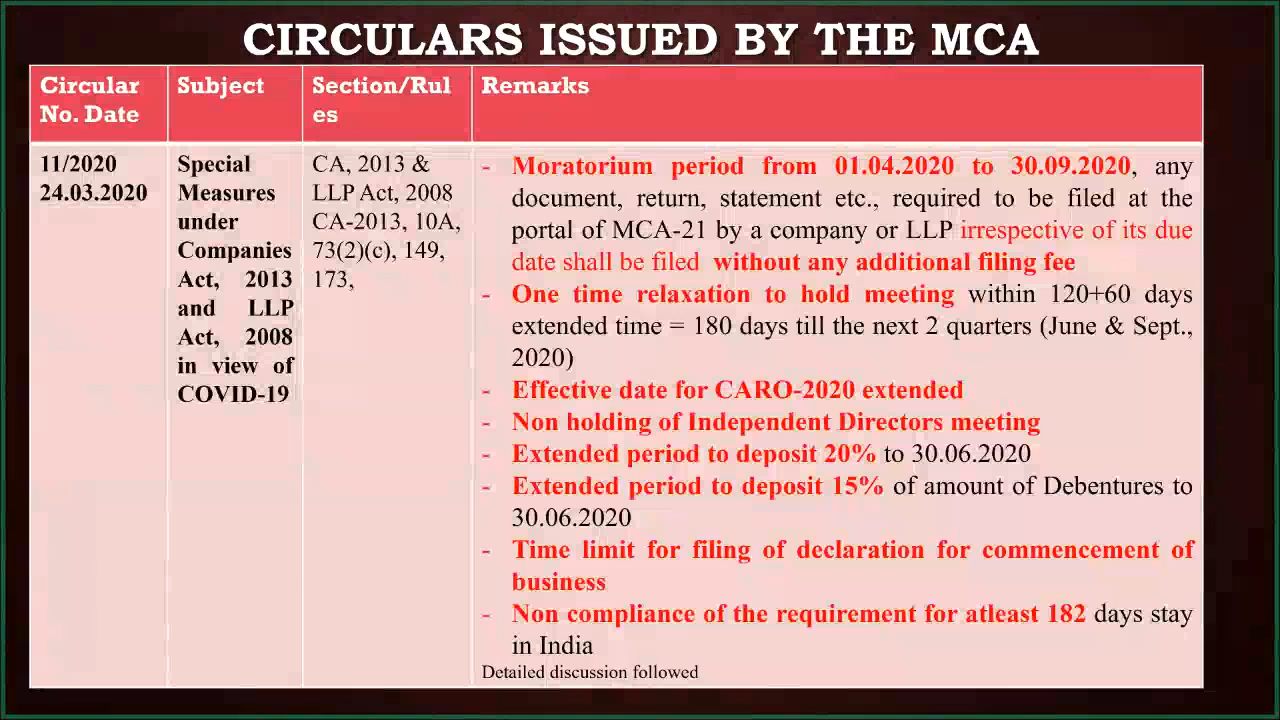 CIRCULARS ISSUED BY THE MCA
Circular No. Date
Subject
Section/Rul
es
Remarks
11/2020
24.03.2020
Special
Measures
under
Companies
Act, 2013
and LLP
Act, 2008
in view of
COVID-19
CA, 2013 &
LLP Act, 2008
CA-2013, 10A,
73(2)(c), 149,
173,
- Moratorium period from 01.04.2020 to 30.09.2020, any
document, return, statement etc., required to be filed at the
portal of MCA-21 by a company or LLP irrespective of its due
date shall be filed without any additional filing fee
- One time relaxation to hold meeting within 120+60 days
extended time = 180 days till the next 2 quarters (June & Sept.,
2020)
- Effective date for CARO-2020 extended
- Non holding of Independent Directors meeting
- Extended period to deposit 20% to 30.06.2020
- Extended period to deposit 15% of amount of Debentures to
30.06.2020
- Time limit for filing of declaration for commencement of
business
- Non compliance of the requirement for atleast 182 days stay
in India
Detailed discussion followed